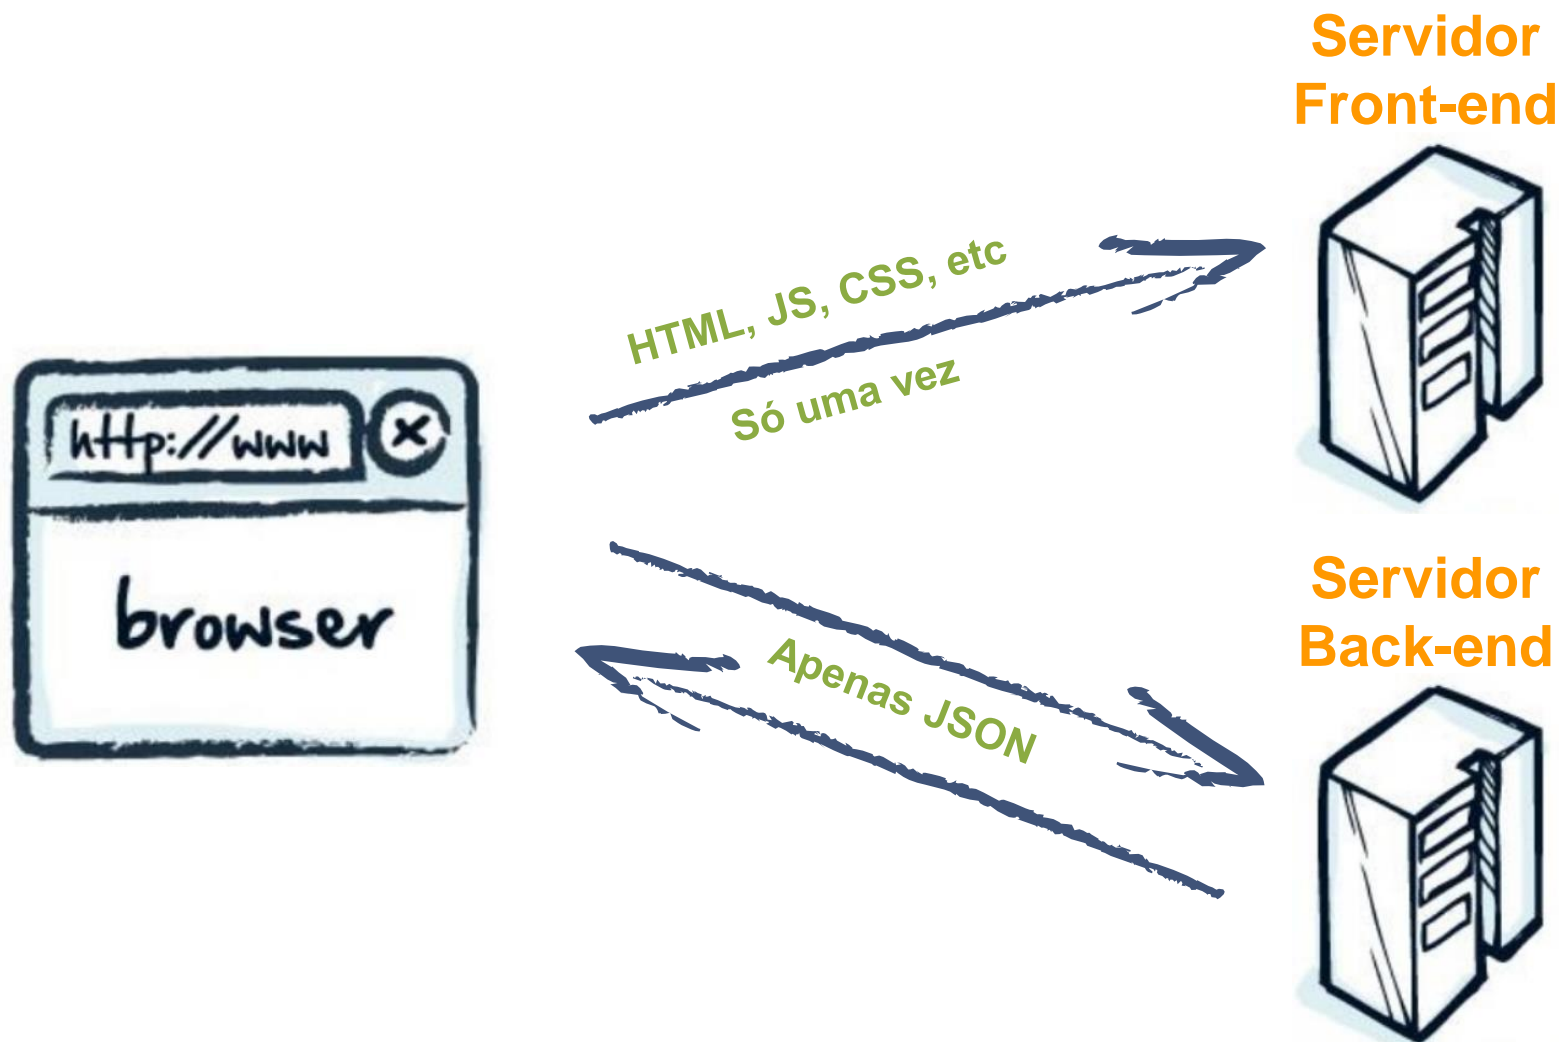 Servidor
Front-end
HTML, JS, CSS, etc
Só uma vez
http://www
browser
Servidor
Back-end
Apenas JSON